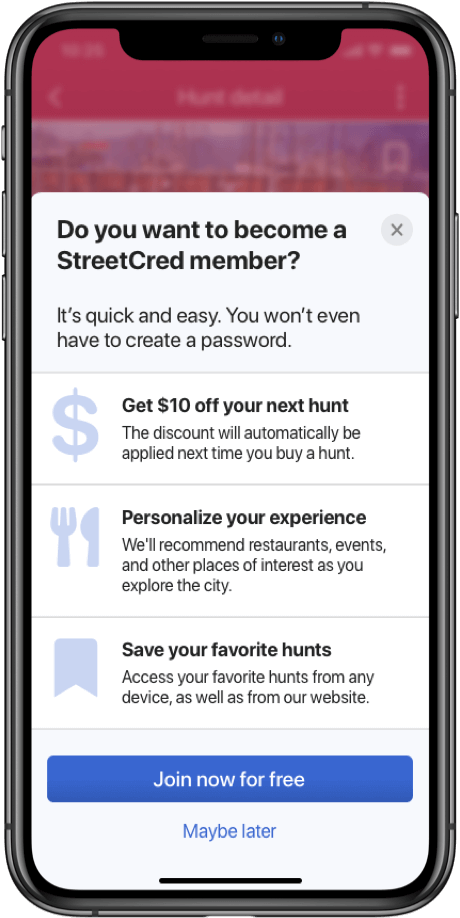 Hunt detail
Do you want to become a
StreetCred member?
It’s quick and easy. You won’t even
have to create a password.
Get $10 off your next hunt
The discount will automatically be
applied next time you buy a hunt.
Personalize your experience
We'll recommend restaurants, events,
and other places of interest as you
explore the city.
Save your favorite hunts
Access your favorite hunts from any
device, as well as from our website.
Join now for free
Maybe later